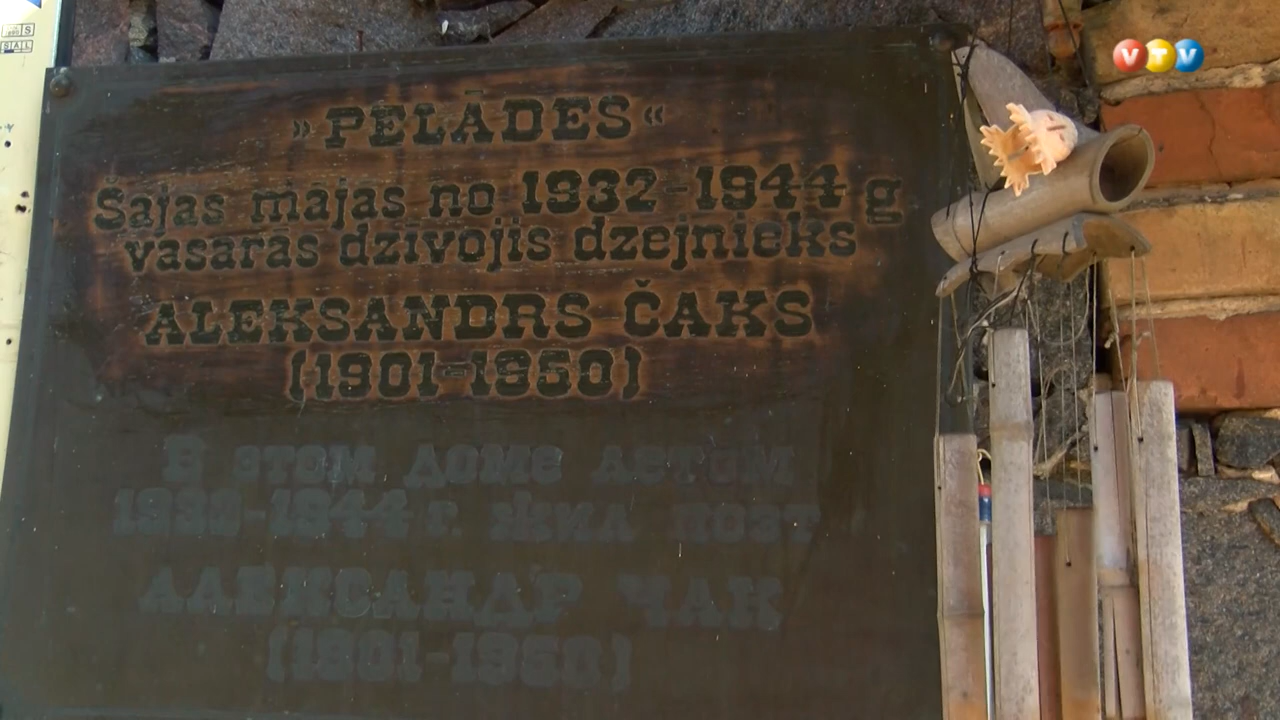 VTV
»PELĀDES«
Šajās mājās no 1932-1944 g
vasarās dzīvojis dzejnieks
ALEKSANDRS ČAKS
(1901-1950)
В этом доме летом
1932-1944 г. жил поэт
АЛЕКСАНДР ЧАК
(1901-1950)